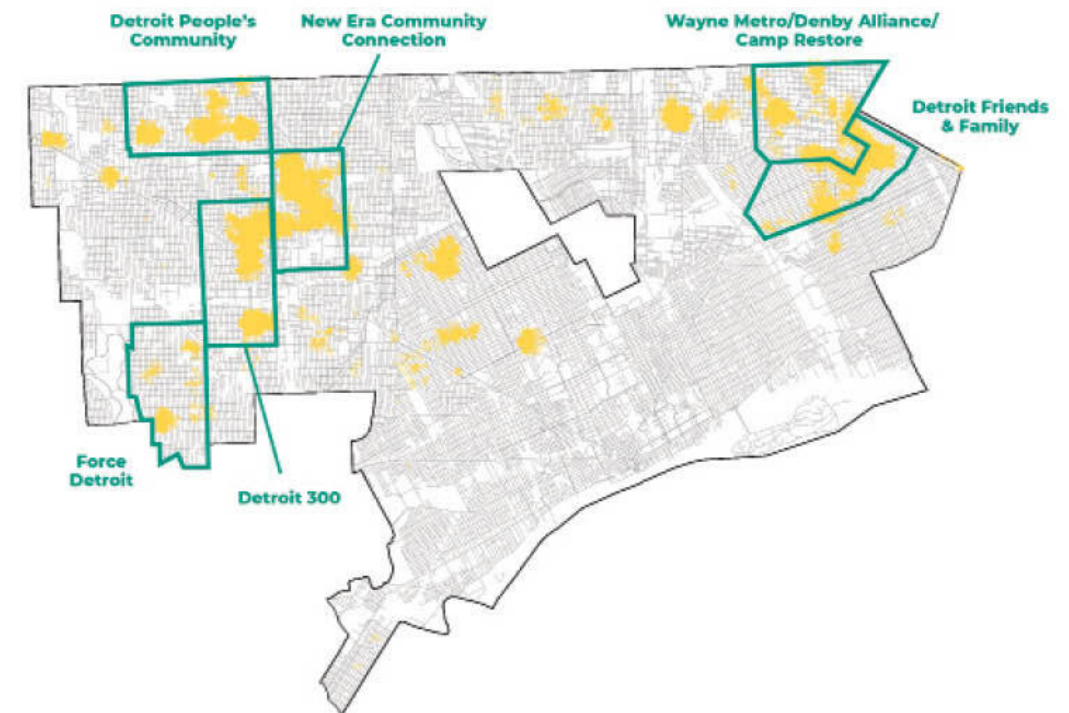 Detroit People's
Community
New Era Community
Connection
Wayne Metro/Denby Alliance/
Camp Restore
Detroit Friends
& Family
Force
Detroit
Detroit 300